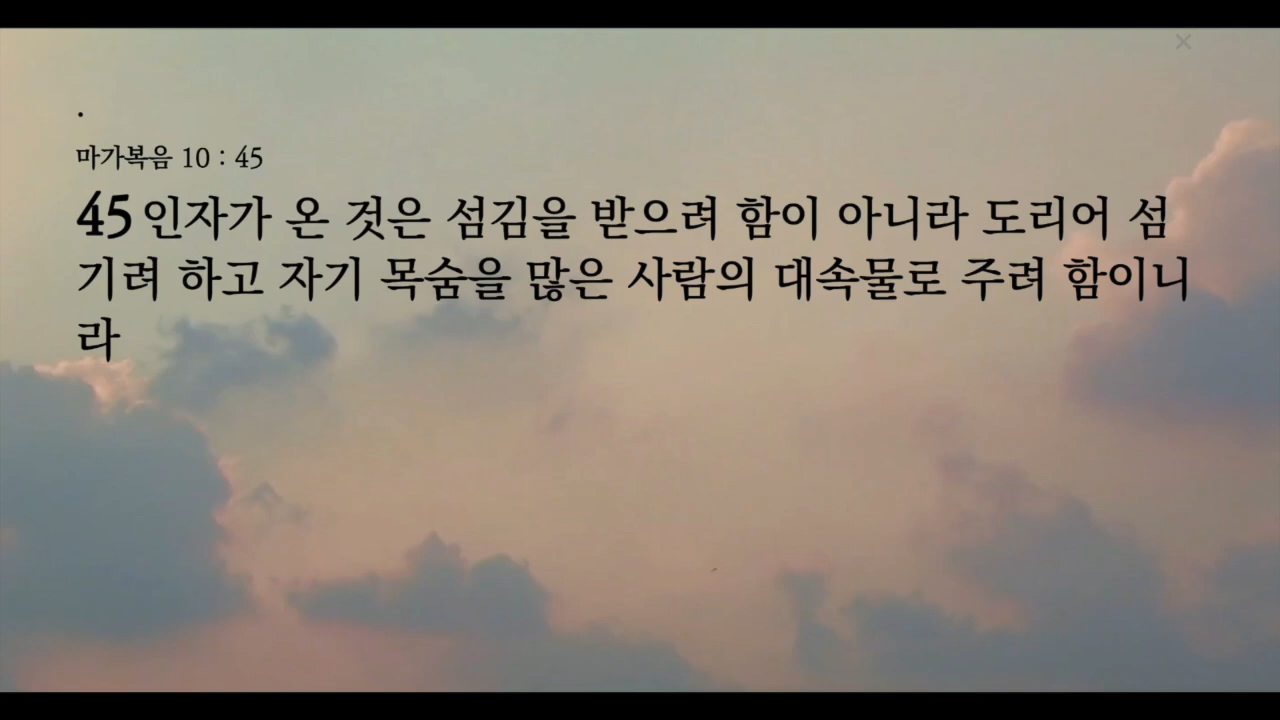 .
마가복음 10 : 45
45 인자가 온 것은 섬김을 받으려 함이 아니라 도리어 섬
기려 하고 자기 목숨을 많은 사람의 대속물로 주려 함이니
라